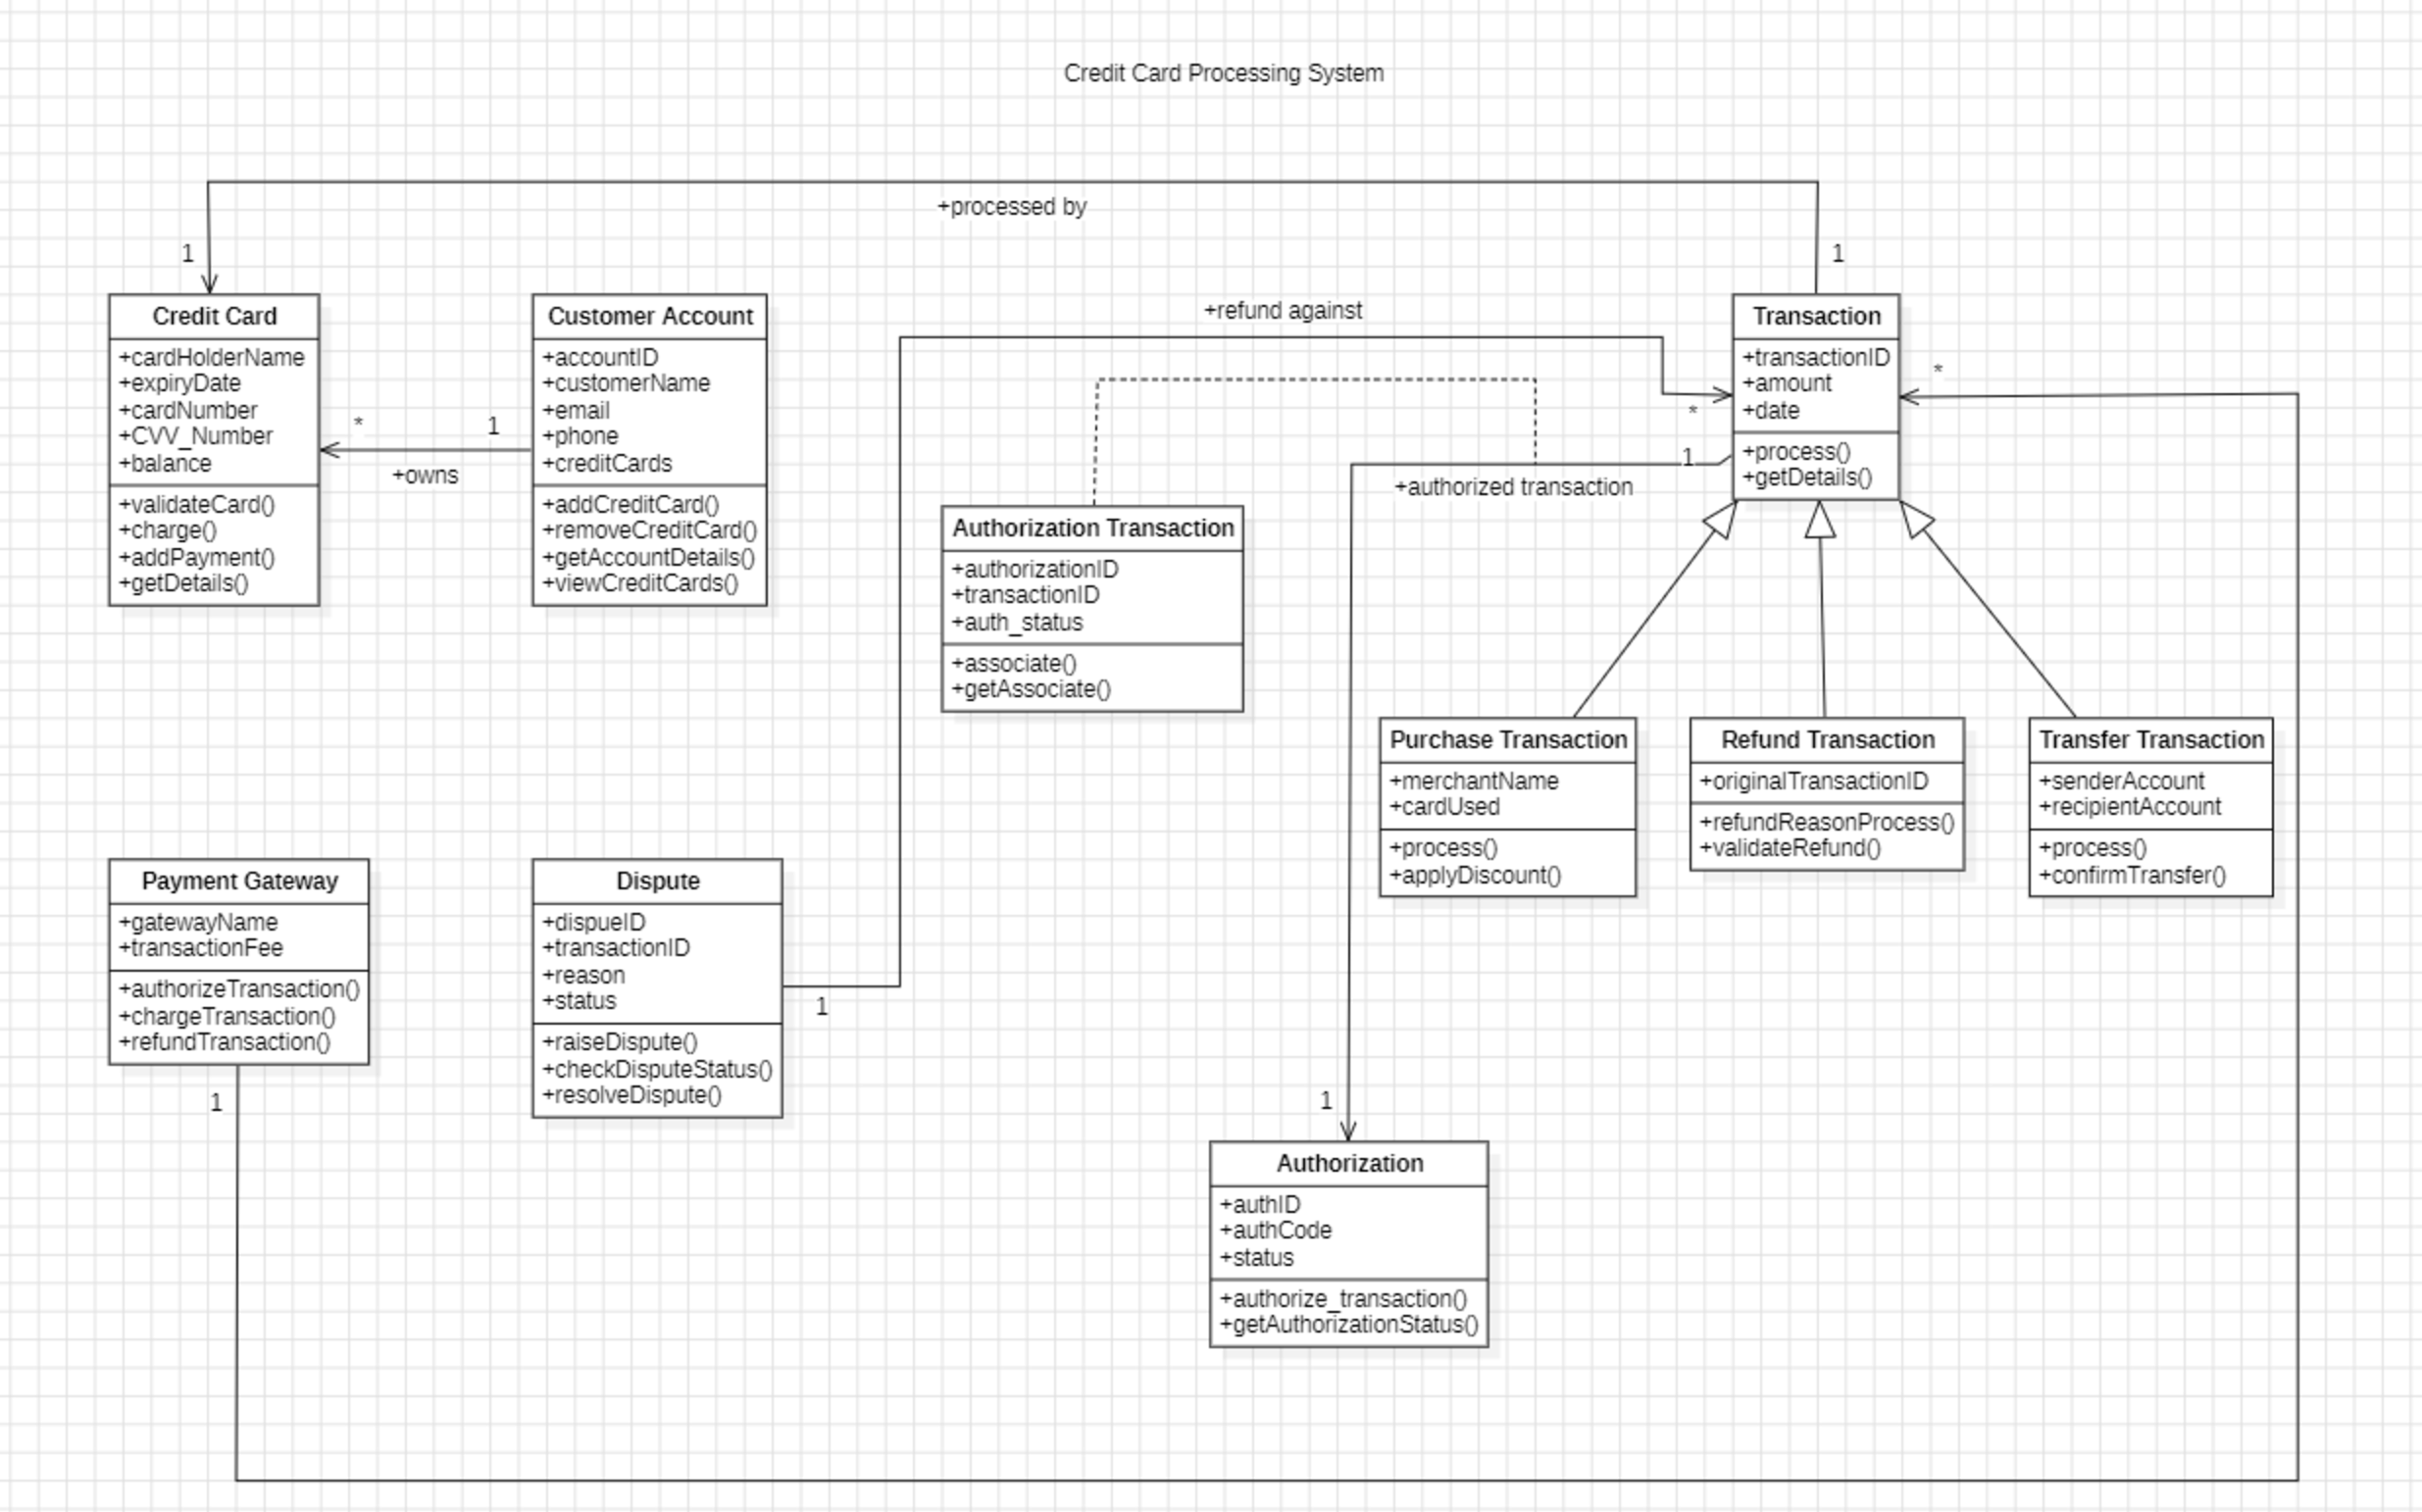 Credit Card Processing System
+processed by
1
1
Credit Card
+cardHolderName
+expiryDate
+cardNumber
+CVV_Number
+balance
+validateCard()
+charge()
+addPayment()
+getDetails()
*
1
+owns
Customer Account
+accountID
+customerName
+email
+phone
+creditCards
+addCreditCard()
+removeCreditCard()
+getAccountDetails()
+viewCreditCards()
+refund against
*
Transaction
+transactionID
+amount
+date
+process()
+getDetails()
*
1
+authorized transaction
Authorization Transaction
+authorizationID
+transactionID
+auth_status
+associate()
+getAssociate()
Purchase Transaction
+merchantName
+cardUsed
+process()
+applyDiscount()
Refund Transaction
+originalTransactionID
+refundReasonProcess()
+validateRefund()
Transfer Transaction
+senderAccount
+recipientAccount
+process()
+confirmTransfer()
Payment Gateway
+gatewayName
+transactionFee
+authorizeTransaction()
+chargeTransaction()
+refundTransaction()
1
Dispute
+dispueID
+transactionID
+reason
+status
+raiseDispute()
+checkDisputeStatus()
+resolveDispute()
1
1
Authorization
+authID
+authCode
+status
+authorize_transaction()
+getAuthorizationStatus()